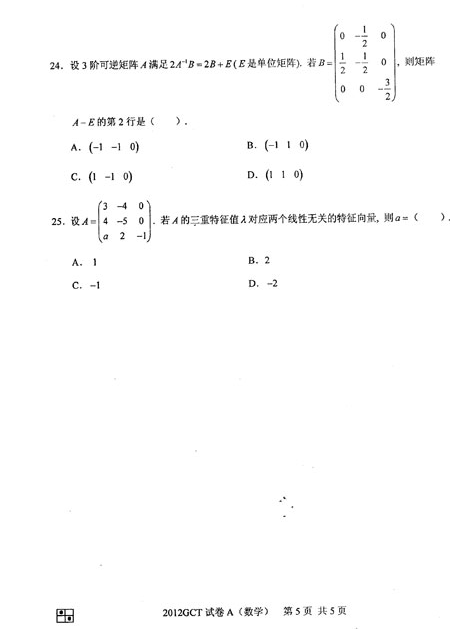 24. 设 3 阶可逆矩阵 A 满足 2A⁻¹B = 2B + E ( E 是单位矩阵). 若 B = \begin{pmatrix} 0 & -\frac{1}{2} & 0 \\ \frac{1}{2} & -\frac{1}{2} & 0 \\ 0 & 0 & -\frac{3}{2} \end{pmatrix}, 则矩阵
A − E 的第 2 行是 ( ).
A. (−1 −1 0) B. (−1 1 0)
C. (1 −1 0) D. (1 1 0)
25. 设 A = \begin{pmatrix} 3 & -4 & 0 \\ 4 & -5 & 0 \\ a & 2 & -1 \end{pmatrix}. 若 A 的三重特征值 λ 对应两个线性无关的特征向量, 则 a = ( ).
A. 1 B. 2
C. −1 D. −2
2012GCT 试卷 A (数学) 第 5 页 共 5 页